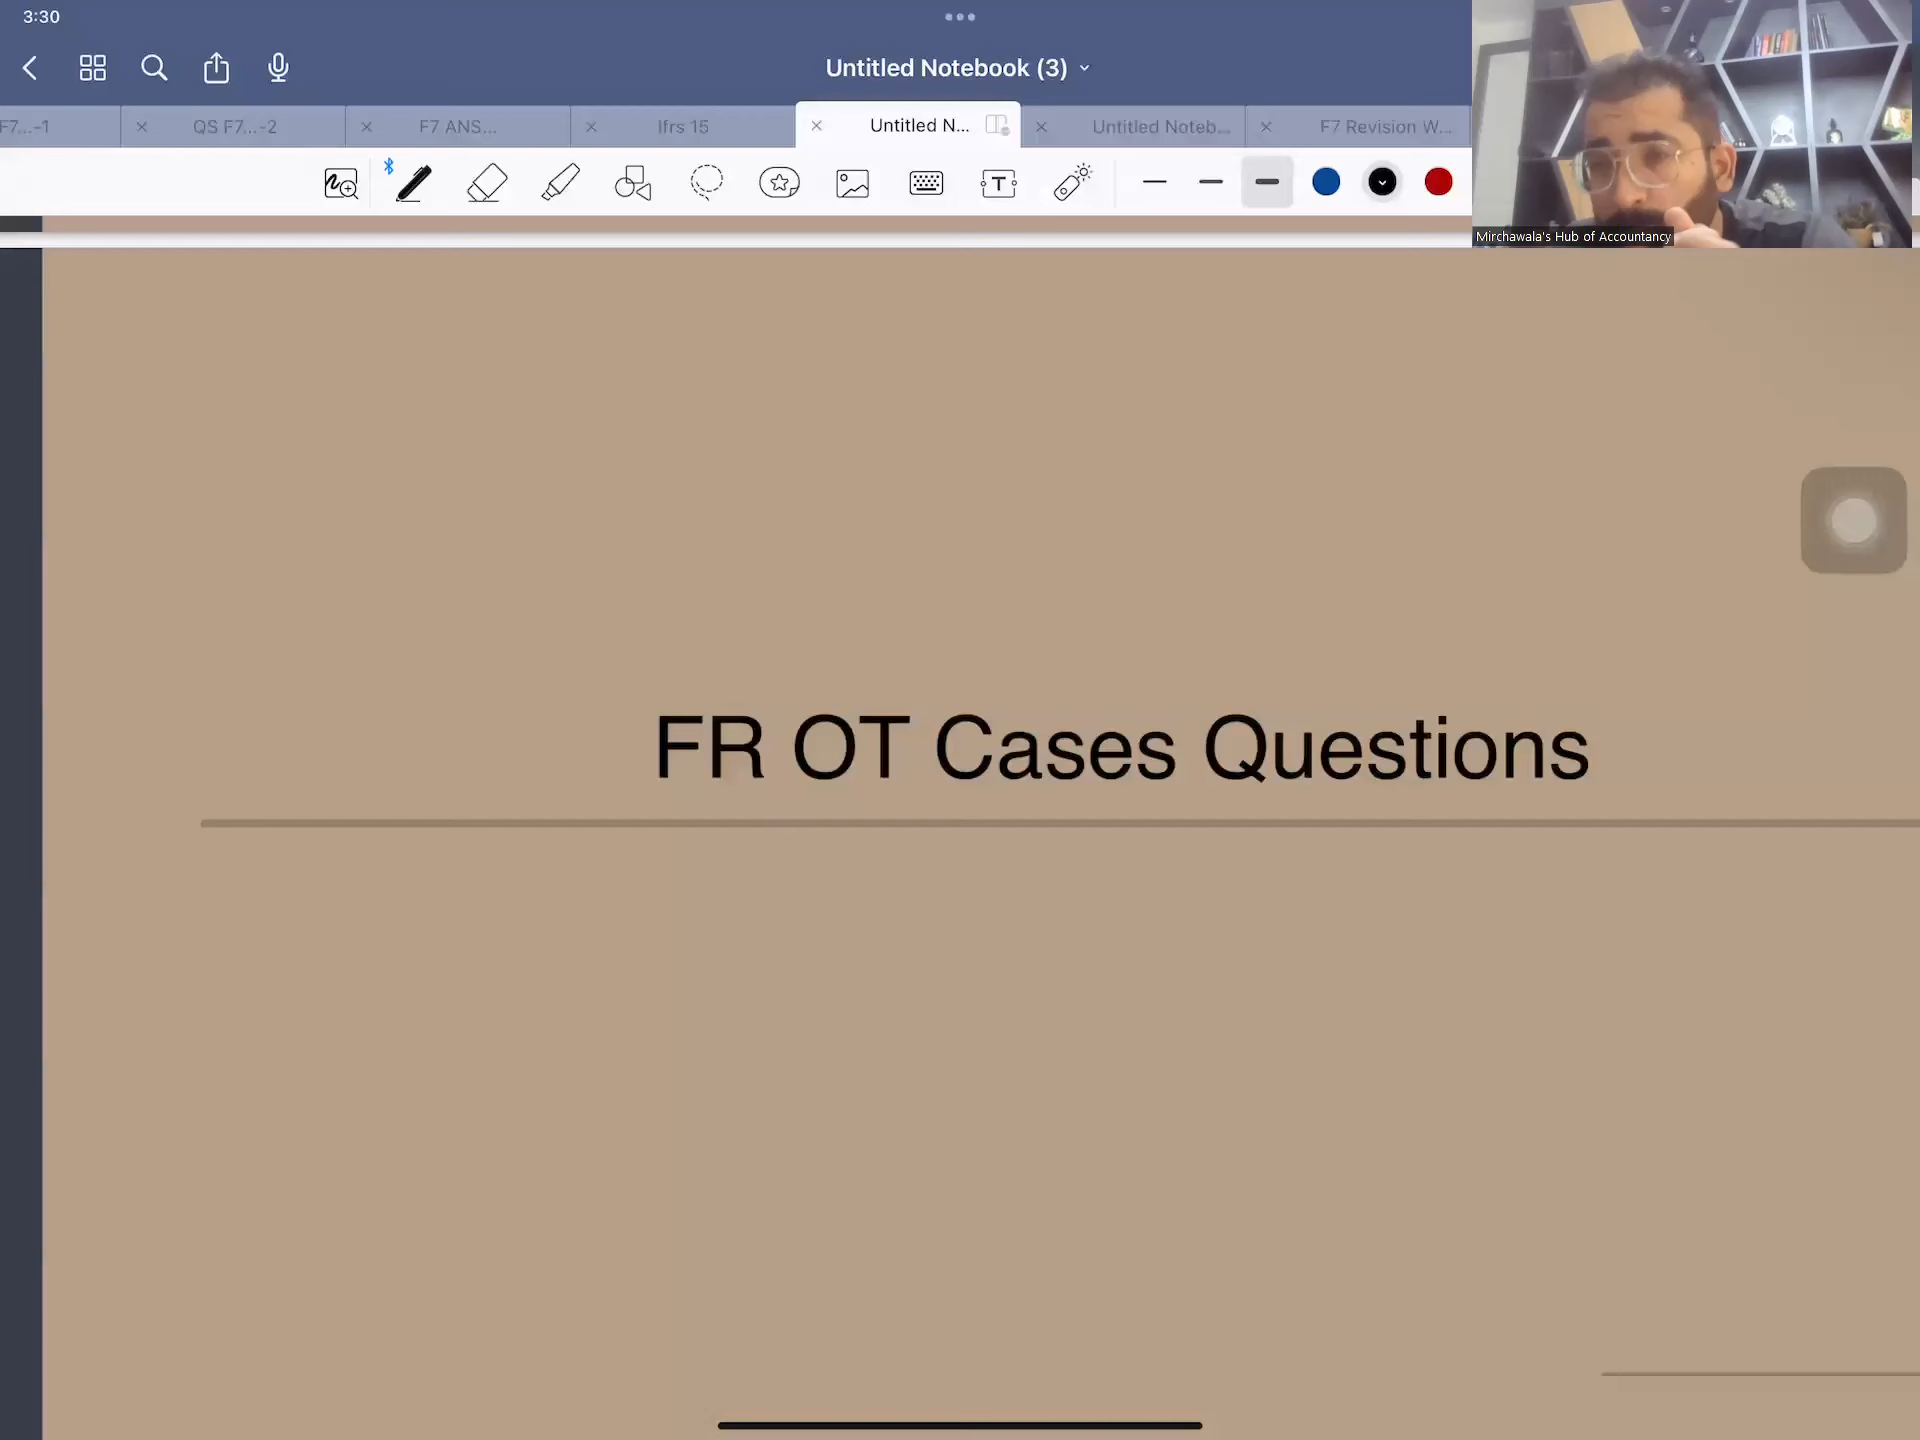 3:30
Untitled Notebook (3)
F7...-1
QS F7...-2
F7 ANS...
Ifrs 15
Untitled N...
Untitled Noteb...
F7 Revision W...
T
Mirchawala's Hub of Accountancy
FR OT Cases Questions